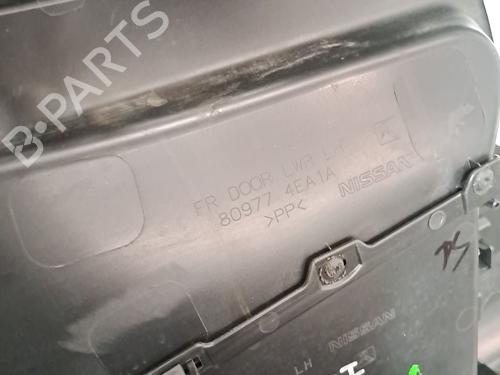 B-PARTS
FR DOOR LWR LH
80977 4EA1A NISSAN
>PP<
LH NISSAN